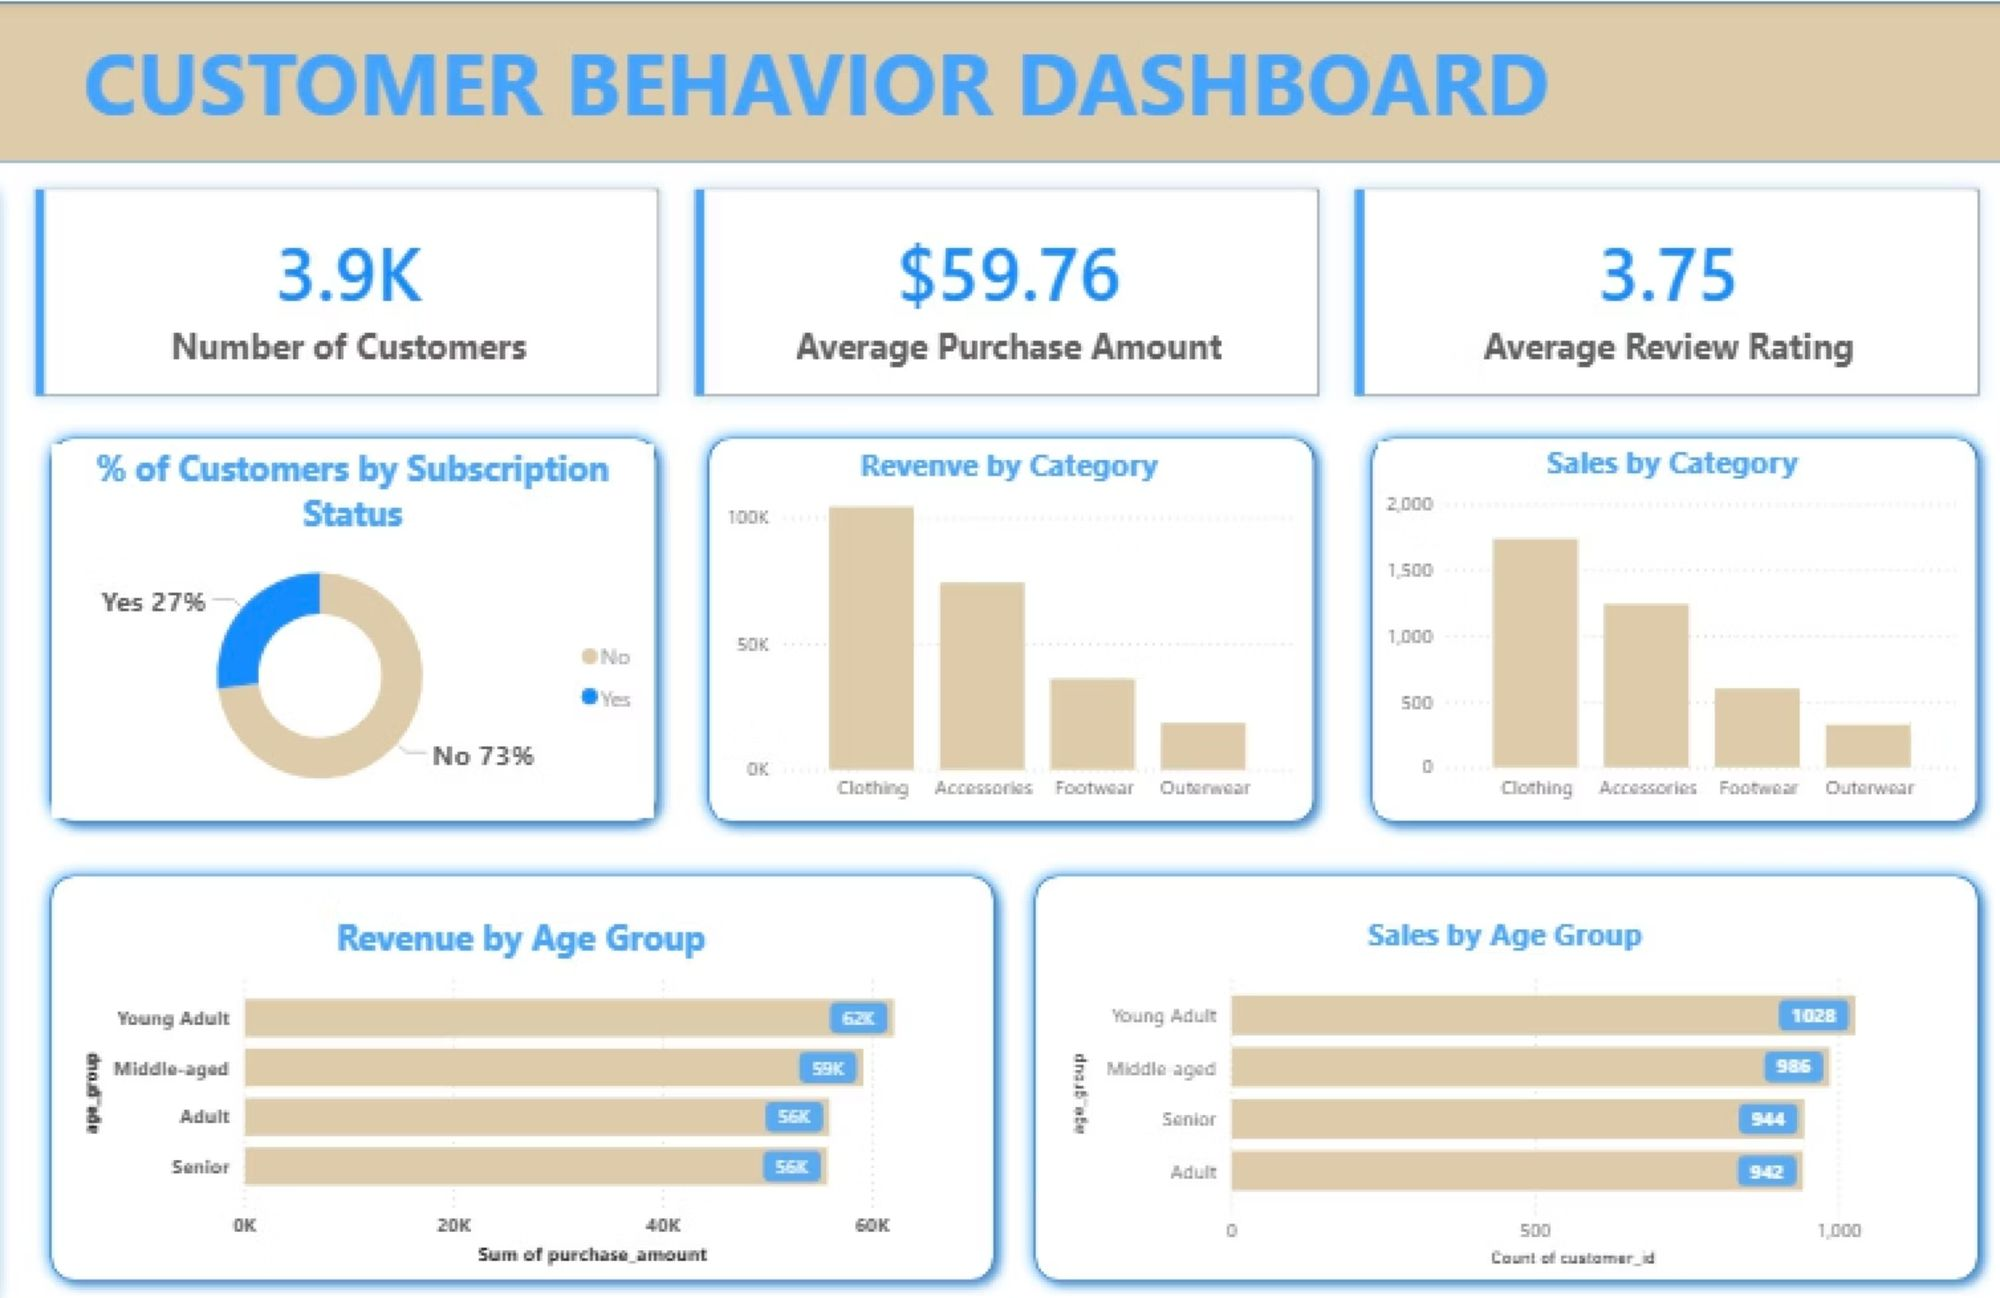 CUSTOMER BEHAVIOR DASHBOARD
3.9K
Number of Customers
$59.76
Average Purchase Amount
3.75
Average Review Rating
% of Customers by Subscription
Status
Yes 27%
No
Yes
No 73%
Revenve by Category
100K
50K
0K
Clothing Accessories Footwear Outerwear
Sales by Category
2,000
1,500
1,000
500
0
Clothing Accessories Footwear Outerwear
Revenue by Age Group
age_group
Young Adult 62K
Middle-aged 59K
Adult 56K
Senior 56K
0K 20K 40K 60K
Sum of purchase_amount
Sales by Age Group
age_group
Young Adult 1028
Middle-aged 986
Senior 944
Adult 942
0 500 1,000
Count of customer_id